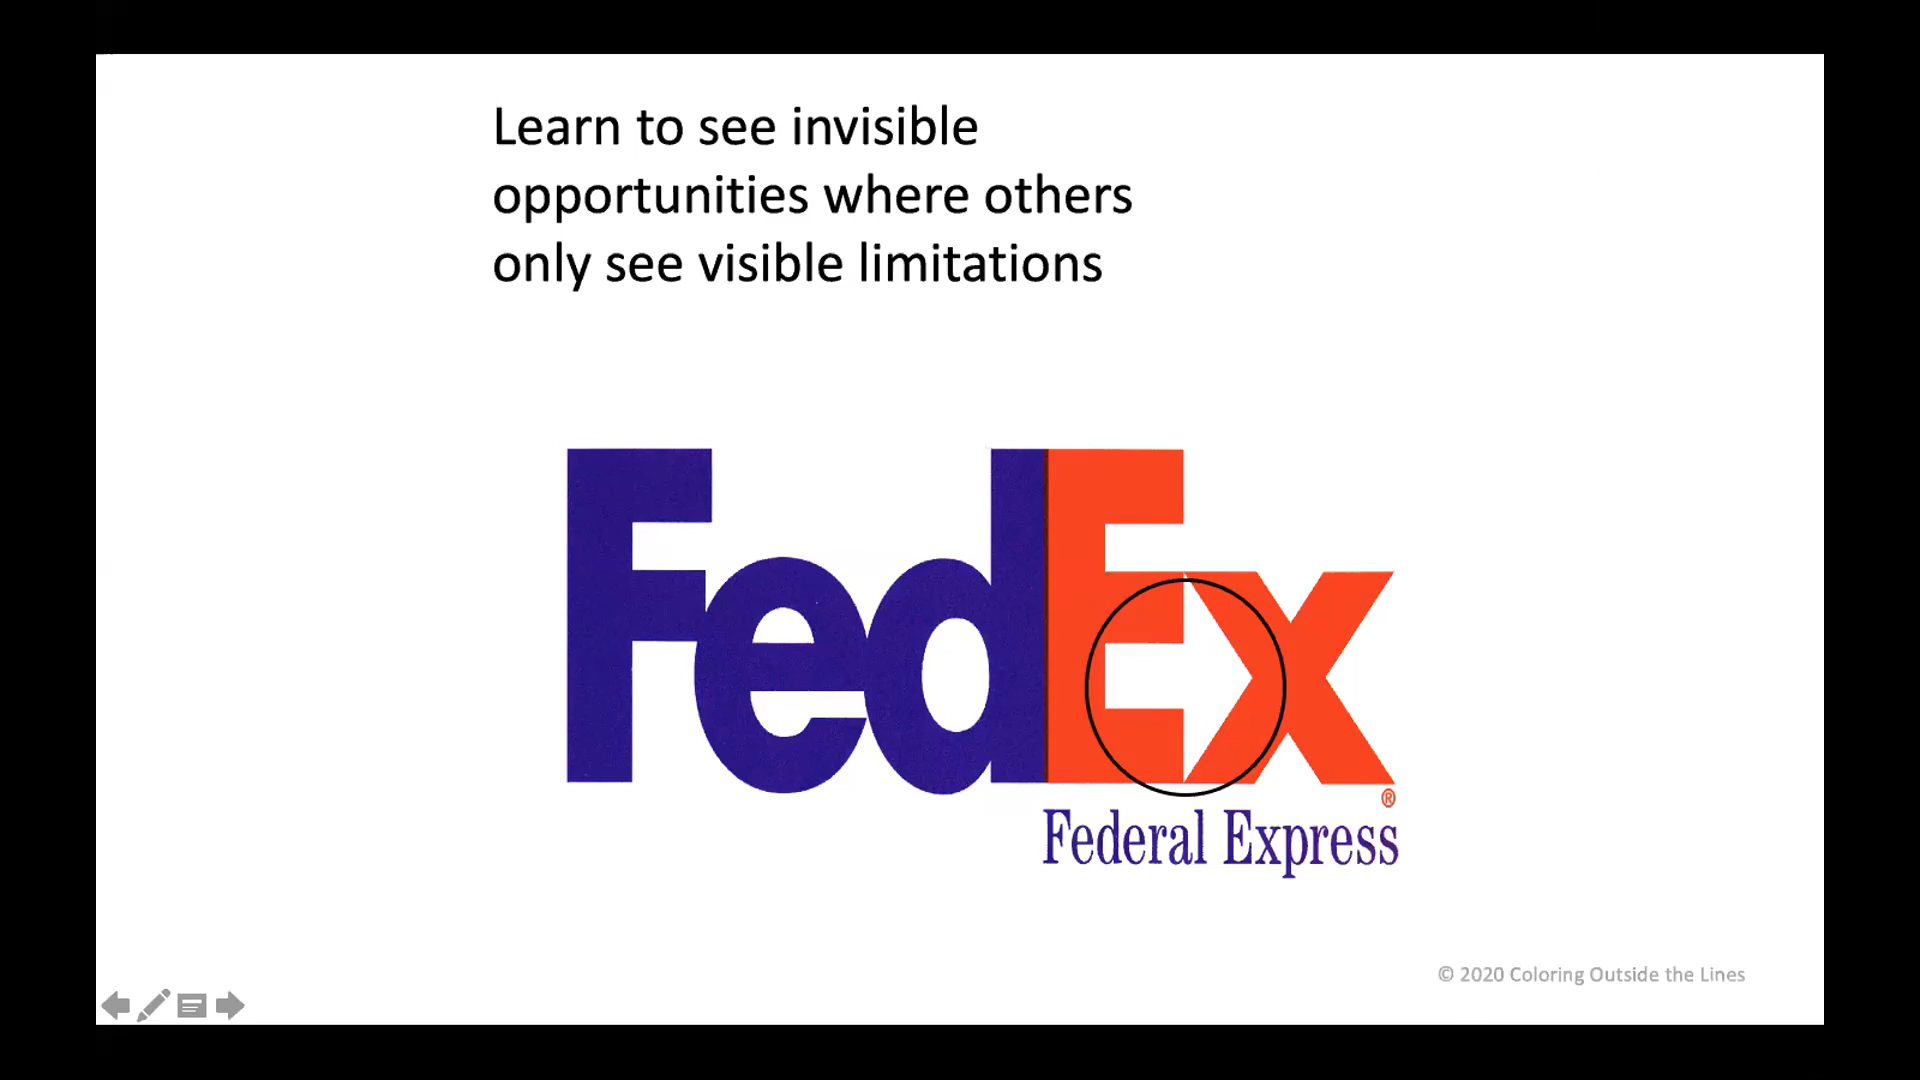 Learn to see invisible
opportunities where others
only see visible limitations
FedEx
®
Federal Express
© 2020 Coloring Outside the Lines